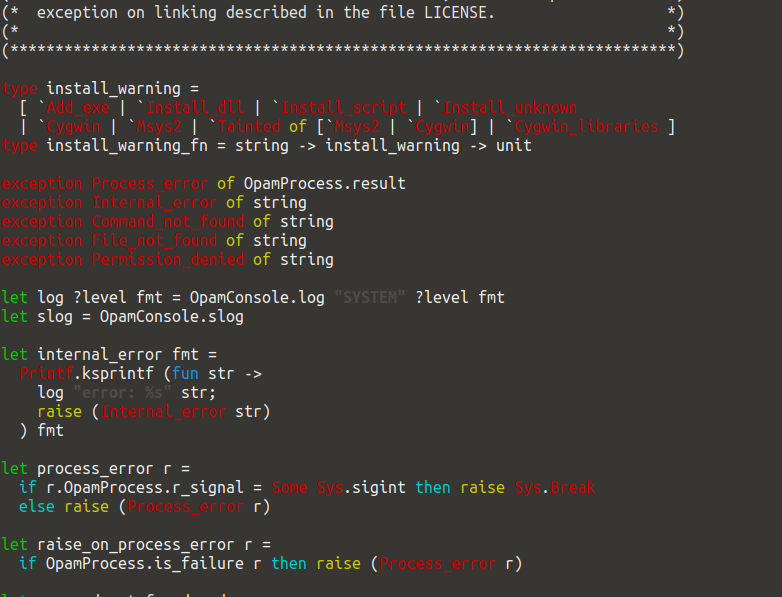 (*  exception on linking described in the file LICENSE.                   *)
(*                                                                        *)
(**************************************************************************)
type install_warning =
  [ `Add_exe | `Install_dll | `Install_script | `Install_unknown
  | `Cygwin | `Msys2 | `Tainted of [`Msys2 | `Cygwin] | `Cygwin_libraries ]
type install_warning_fn = string -> install_warning -> unit
exception Process_error of OpamProcess.result
exception Internal_error of string
exception Command_not_found of string
exception File_not_found of string
exception Permission_denied of string
let log ?level fmt = OpamConsole.log "SYSTEM" ?level fmt
let slog = OpamConsole.slog
let internal_error fmt =
  Printf.ksprintf (fun str ->
    log "error: %s" str;
    raise (Internal_error str)
  ) fmt
let process_error r =
  if r.OpamProcess.r_signal = Some Sys.sigint then raise Sys.Break
  else raise (Process_error r)
let raise_on_process_error r =
  if OpamProcess.is_failure r then raise (Process_error r)